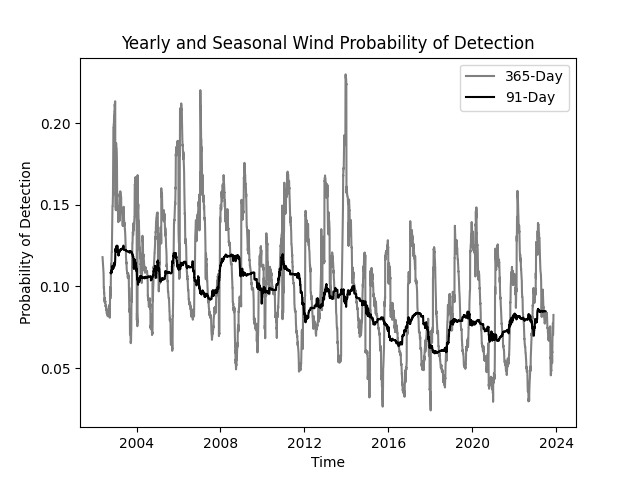 Yearly and Seasonal Wind Probability of Detection
365-Day
91-Day
0.20
0.15
0.10
0.05
Probability of Detection
2004 2008 2012 2016 2020 2024
Time